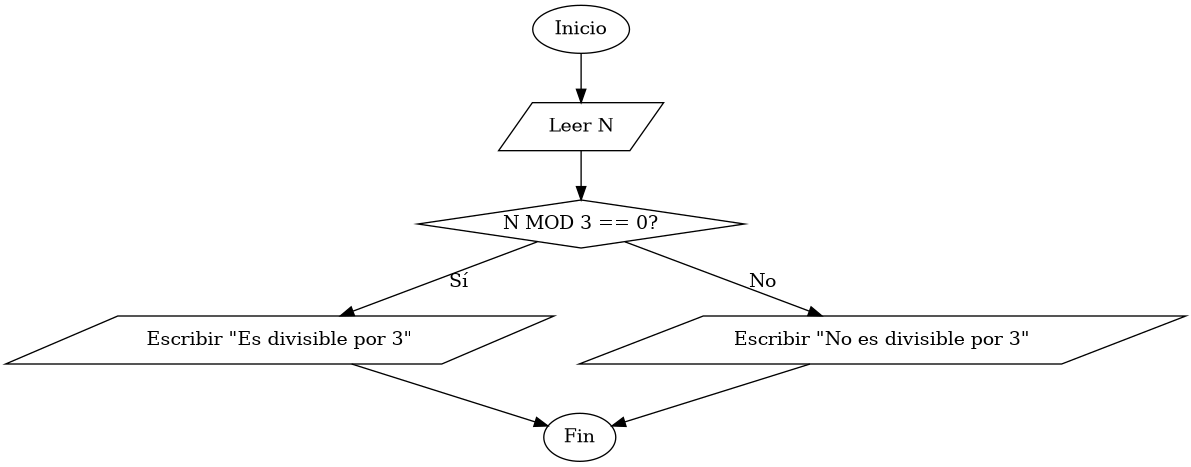 Inicio
Leer N
N MOD 3 == 0?
Sí
No
Escribir "Es divisible por 3"
Escribir "No es divisible por 3"
Fin